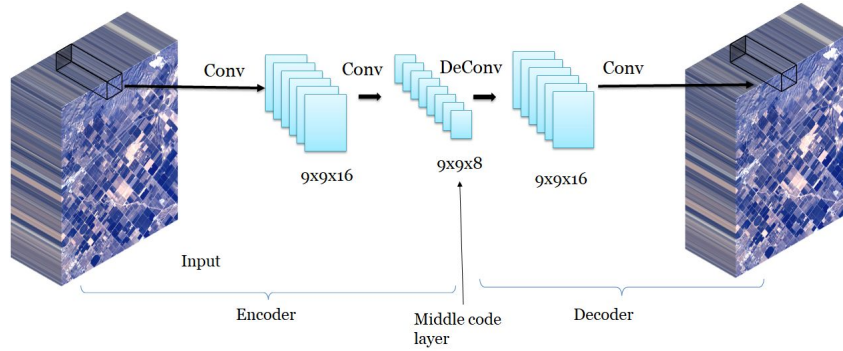 Conv
Conv
DeConv
Conv
9x9x16
9x9x8
9x9x16
Input
Encoder
Middle code
layer
Decoder